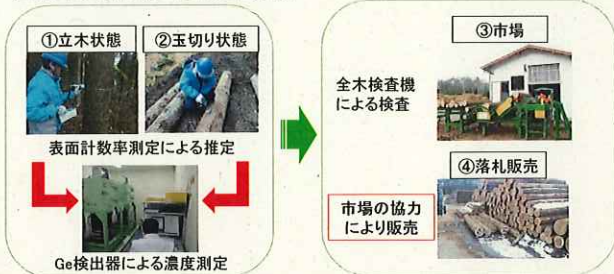 ①立木状態
②玉切り状態
表面計数率測定による推定
Ge検出器による濃度測定
③市場
全木検査機
による検査
④落札販売
市場の協力
により販売